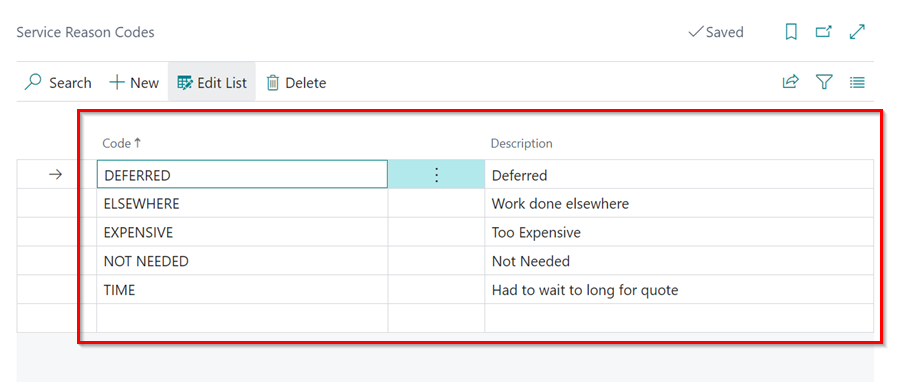 Service Reason Codes Saved
Search New Edit List Delete
Code↑ Description
DEFERRED Deferred
ELSEWHERE Work done elsewhere
EXPENSIVE Too Expensive
NOT NEEDED Not Needed
TIME Had to wait to long for quote